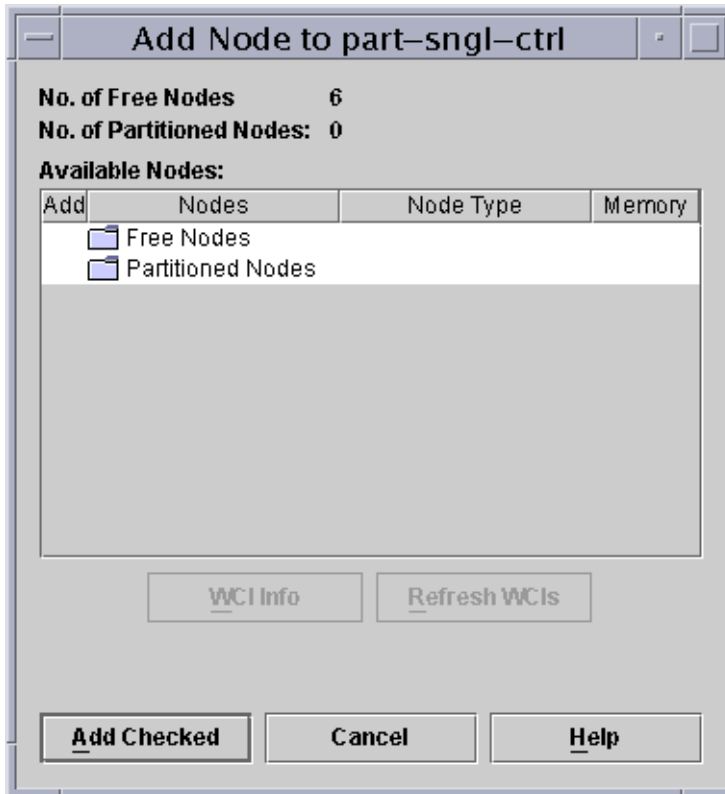 Add Node to part-sngl-ctrl
No. of Free Nodes 6
No. of Partitioned Nodes: 0
Available Nodes:
Add Nodes Node Type Memory
Free Nodes
Partitioned Nodes
WCI Info Refresh WCIs
Add Checked Cancel Help